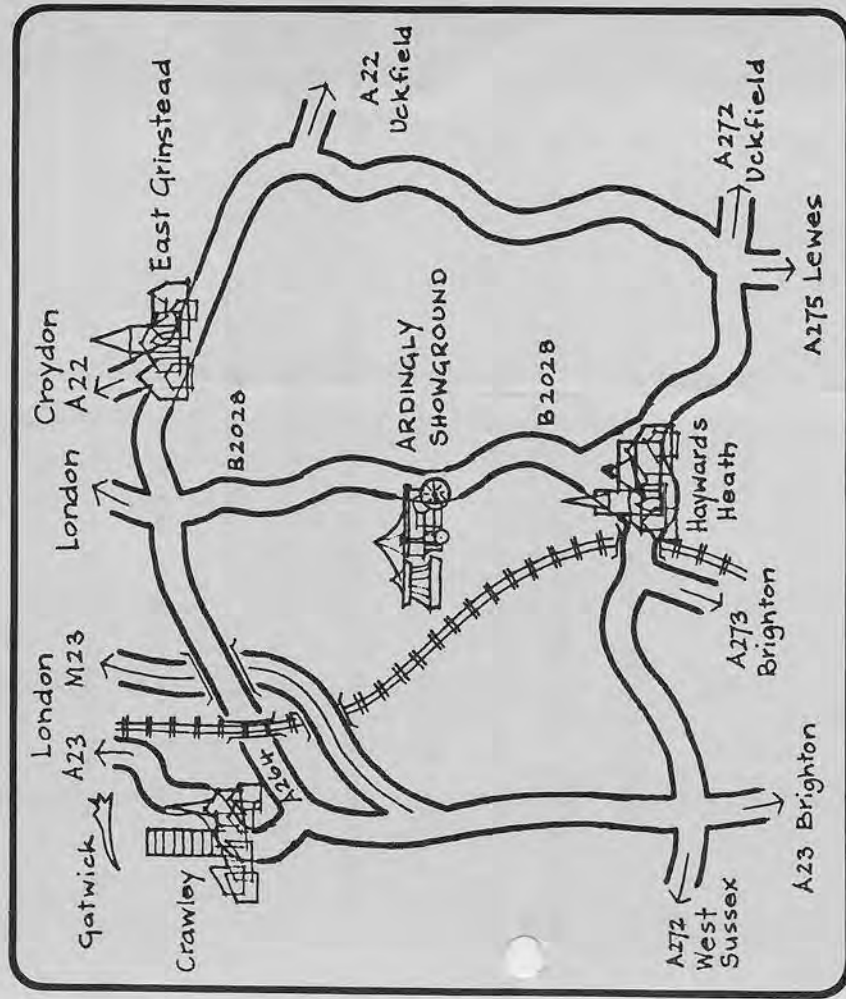 Gatwick
A23
London
M23
London
Croydon
A22
East Grinstead
A22
Uckfield
Crawley
A264
B2028
ARDINGLY
SHOWGROUND
B2028
Haywards
Heath
A272
West
Sussex
A23 Brighton
A273
Brighton
A275 Lewes
A272
Uckfield